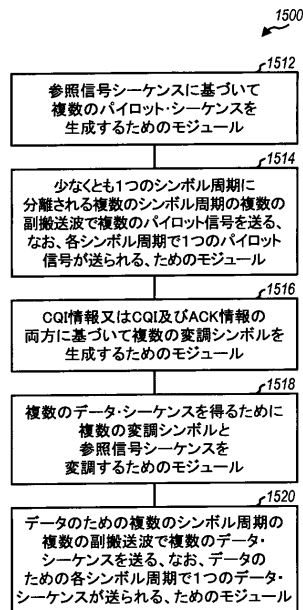 1500
1512
参照信号シーケンスに基づいて
複数のパイロット・シーケンスを
生成するためのモジュール
1514
少なくとも1つのシンボル周期に
分離される複数のシンボル周期の複数の
副搬送波で複数のパイロット信号を送る、
なお、各シンボル周期で1つのパイロット
信号が送られる、ためのモジュール
1516
CQI情報又はCQI及びACK情報の
両方に基づいて複数の変調シンボルを
生成するためのモジュール
1518
複数のデータ・シーケンスを得るために
複数の変調シンボルと
参照信号シーケンスを
変調するためのモジュール
1520
データのための複数のシンボル周期の
複数の副搬送波で複数のデータ・
シーケンスを送る、なお、データの
ための各シンボル周期で1つのデータ・
シーケンスが送られる、ためのモジュール